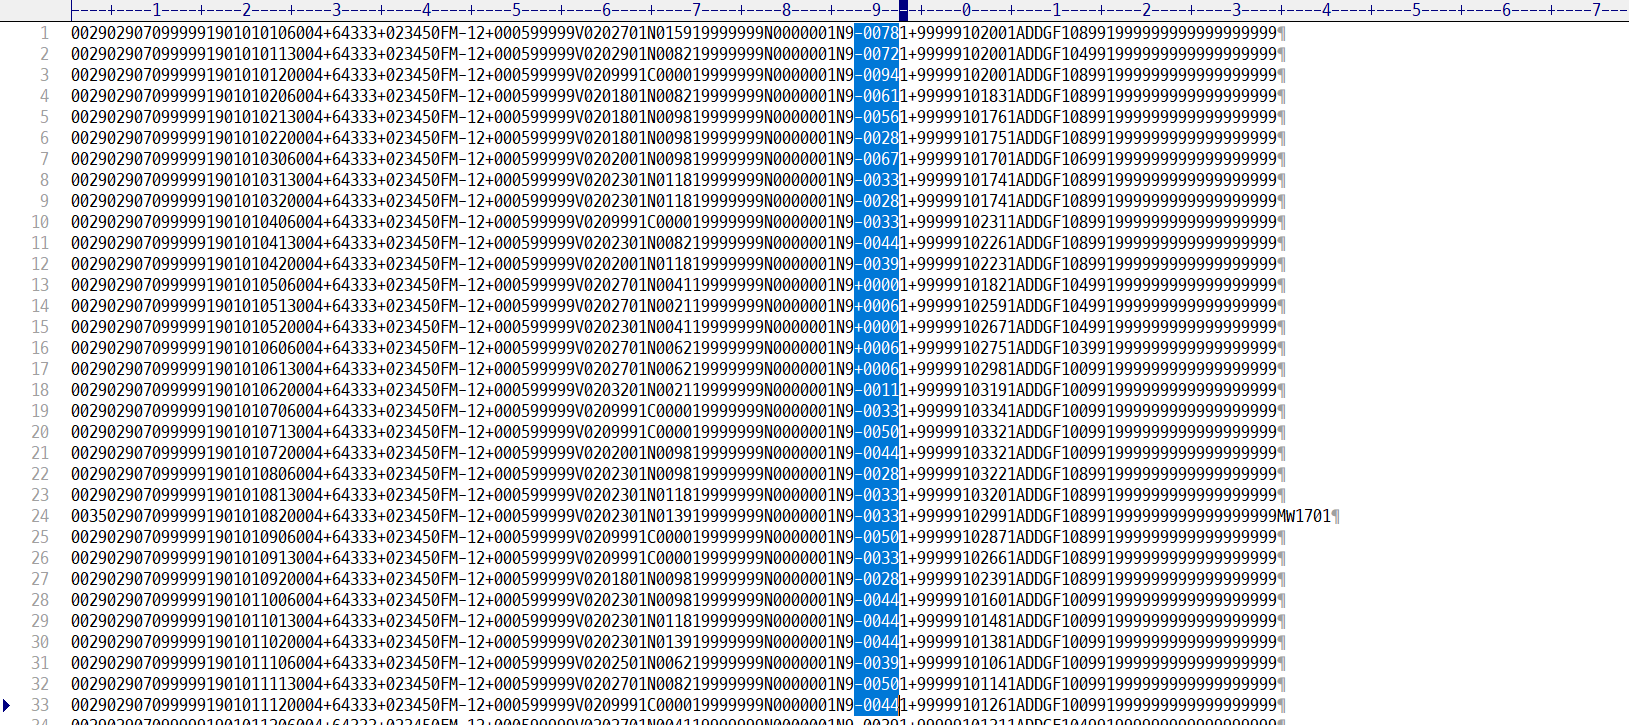 ----+----1----+----2----+----3----+----4----+----5----+----6----+----7----+----8----+----9----+----0----+----1----+----2----+----3----+----4----+----5----+----6----+----7--
1 0029029070999991901010106004+64333+023450FM-12+000599999V0202701N015919999999N0000001N9-00781+99999102001ADDGF108991999999999999999999¶
2 0029029070999991901010113004+64333+023450FM-12+000599999V0202901N008219999999N0000001N9-00721+99999102001ADDGF104991999999999999999999¶
3 0029029070999991901010120004+64333+023450FM-12+000599999V0209991C000019999999N0000001N9-00941+99999102001ADDGF108991999999999999999999¶
4 0029029070999991901010206004+64333+023450FM-12+000599999V0201801N008219999999N0000001N9-00611+99999101831ADDGF108991999999999999999999¶
5 0029029070999991901010213004+64333+023450FM-12+000599999V0201801N009819999999N0000001N9-00561+99999101761ADDGF108991999999999999999999¶
6 0029029070999991901010220004+64333+023450FM-12+000599999V0201801N009819999999N0000001N9-00281+99999101751ADDGF108991999999999999999999¶
7 0029029070999991901010306004+64333+023450FM-12+000599999V0202001N009819999999N0000001N9-00671+99999101701ADDGF106991999999999999999999¶
8 0029029070999991901010313004+64333+023450FM-12+000599999V0202301N011819999999N0000001N9-00331+99999101741ADDGF108991999999999999999999¶
9 0029029070999991901010320004+64333+023450FM-12+000599999V0202301N011819999999N0000001N9-00281+99999101741ADDGF108991999999999999999999¶
10 0029029070999991901010406004+64333+023450FM-12+000599999V0209991C000019999999N0000001N9-00331+99999102311ADDGF108991999999999999999999¶
11 0029029070999991901010413004+64333+023450FM-12+000599999V0202301N008219999999N0000001N9-00441+99999102261ADDGF108991999999999999999999¶
12 0029029070999991901010420004+64333+023450FM-12+000599999V0202001N011819999999N0000001N9-00391+99999102231ADDGF108991999999999999999999¶
13 0029029070999991901010506004+64333+023450FM-12+000599999V0202701N004119999999N0000001N9+00001+99999101821ADDGF104991999999999999999999¶
14 0029029070999991901010513004+64333+023450FM-12+000599999V0202701N002119999999N0000001N9+00061+99999102591ADDGF104991999999999999999999¶
15 0029029070999991901010520004+64333+023450FM-12+000599999V0202301N004119999999N0000001N9+00001+99999102671ADDGF104991999999999999999999¶
16 0029029070999991901010606004+64333+023450FM-12+000599999V0202701N006219999999N0000001N9+00061+99999102751ADDGF103991999999999999999999¶
17 0029029070999991901010613004+64333+023450FM-12+000599999V0202701N006219999999N0000001N9+00061+99999102981ADDGF100991999999999999999999¶
18 0029029070999991901010620004+64333+023450FM-12+000599999V0203201N002119999999N0000001N9-00111+99999103191ADDGF100991999999999999999999¶
19 0029029070999991901010706004+64333+023450FM-12+000599999V0209991C000019999999N0000001N9-00331+99999103341ADDGF100991999999999999999999¶
20 0029029070999991901010713004+64333+023450FM-12+000599999V0209991C000019999999N0000001N9-00501+99999103321ADDGF100991999999999999999999¶
21 0029029070999991901010720004+64333+023450FM-12+000599999V0202001N009819999999N0000001N9-00441+99999103321ADDGF100991999999999999999999¶
22 0029029070999991901010806004+64333+023450FM-12+000599999V0202301N009819999999N0000001N9-00281+99999103221ADDGF108991999999999999999999¶
23 0029029070999991901010813004+64333+023450FM-12+000599999V0202301N011819999999N0000001N9-00331+99999103201ADDGF108991999999999999999999¶
24 0035029070999991901010820004+64333+023450FM-12+000599999V0202301N013919999999N0000001N9-00331+99999102991ADDGF108991999999999999999999MW1701¶
25 0029029070999991901010906004+64333+023450FM-12+000599999V0209991C000019999999N0000001N9-00501+99999102871ADDGF108991999999999999999999¶
26 0029029070999991901010913004+64333+023450FM-12+000599999V0209991C000019999999N0000001N9-00331+99999102661ADDGF108991999999999999999999¶
27 0029029070999991901010920004+64333+023450FM-12+000599999V0201801N009819999999N0000001N9-00281+99999102391ADDGF108991999999999999999999¶
28 0029029070999991901011006004+64333+023450FM-12+000599999V0202301N009819999999N0000001N9-00441+99999101601ADDGF100991999999999999999999¶
29 0029029070999991901011013004+64333+023450FM-12+000599999V0202301N011819999999N0000001N9-00441+99999101481ADDGF100991999999999999999999¶
30 0029029070999991901011020004+64333+023450FM-12+000599999V0202301N013919999999N0000001N9-00441+99999101381ADDGF100991999999999999999999¶
31 0029029070999991901011106004+64333+023450FM-12+000599999V0202501N006219999999N0000001N9-00391+99999101061ADDGF100991999999999999999999¶
32 0029029070999991901011113004+64333+023450FM-12+000599999V0202701N008219999999N0000001N9-00501+99999101141ADDGF100991999999999999999999¶
33 0029029070999991901011120004+64333+023450FM-12+000599999V0209991C000019999999N0000001N9-00441+99999101261ADDGF100991999999999999999999¶